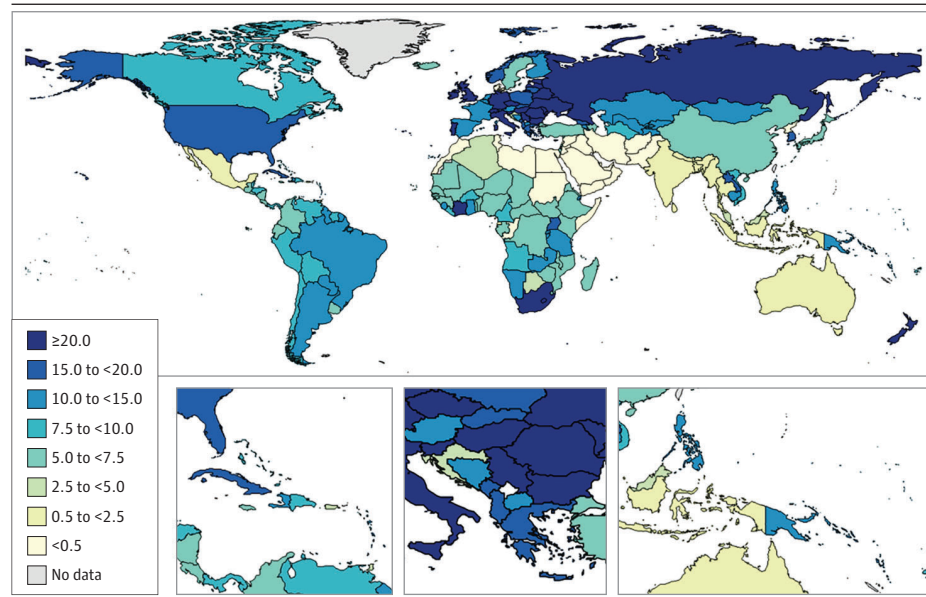 ≥20.0
15.0 to <20.0
10.0 to <15.0
7.5 to <10.0
5.0 to <7.5
2.5 to <5.0
0.5 to <2.5
<0.5
No data